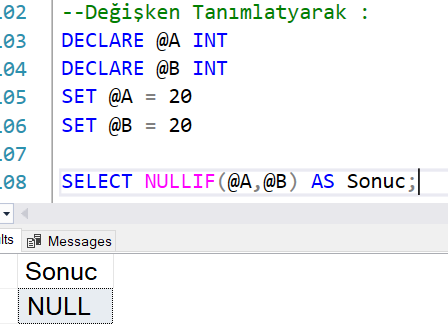 02 --Değişken Tanımlatyarak :
03 DECLARE @A INT
04 DECLARE @B INT
05 SET @A = 20
06 SET @B = 20
07
08 SELECT NULLIF(@A,@B) AS Sonuc;
Messages
Sonuc
NULL